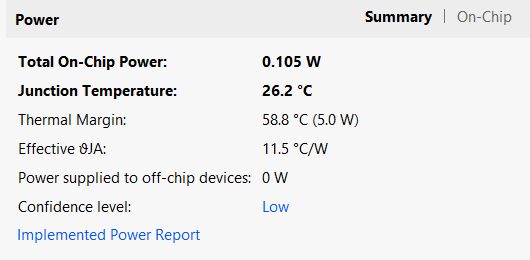 Power Summary | On-Chip
Total On-Chip Power: 0.105 W
Junction Temperature: 26.2 °C
Thermal Margin: 58.8 °C (5.0 W)
Effective ϑJA: 11.5 °C/W
Power supplied to off-chip devices: 0 W
Confidence level: Low
Implemented Power Report